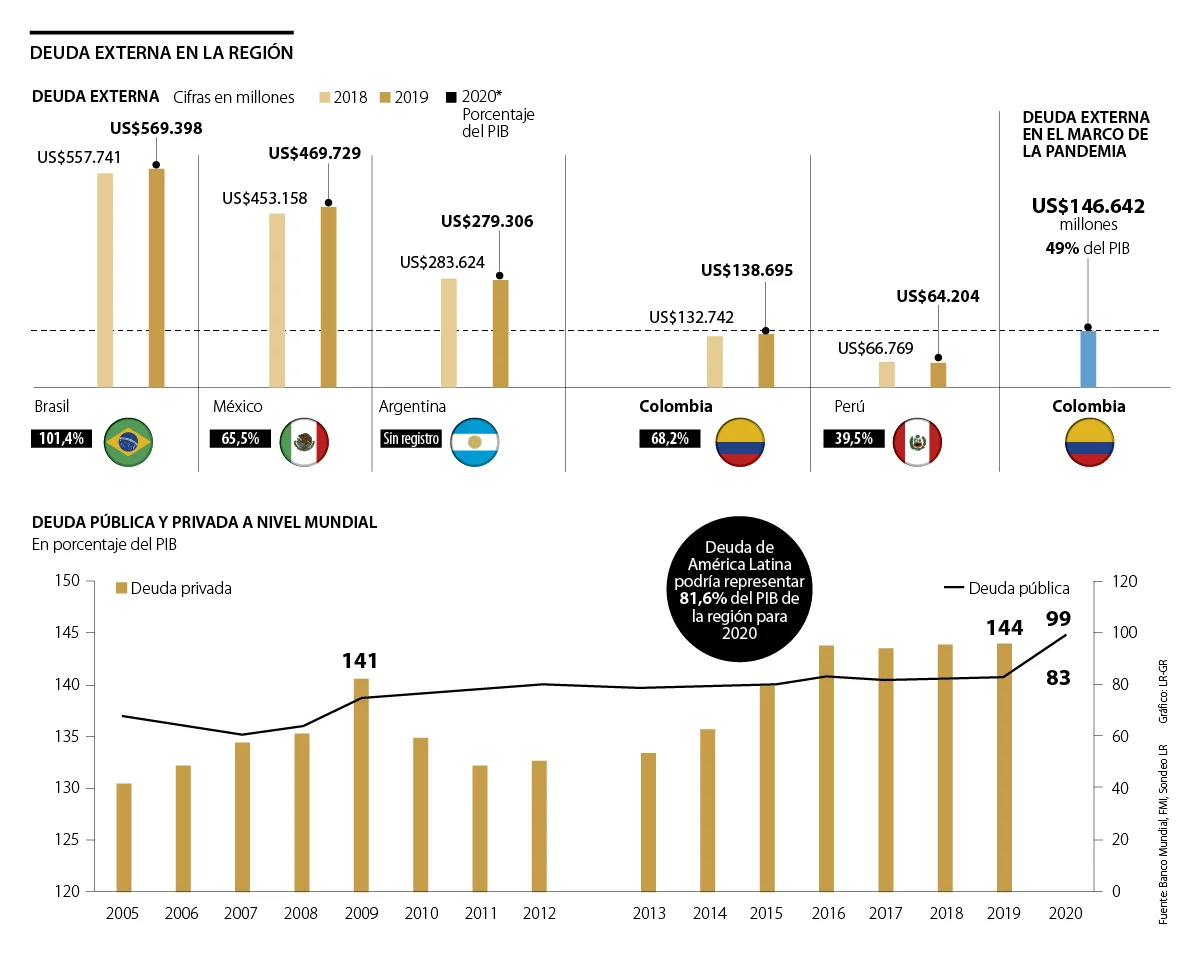 DEUDA EXTERNA EN LA REGIÓN
DEUDA EXTERNA Cifras en millones 2018 2019 2020*
Porcentaje
del PIB
US$557.741
US$569.398
US$453.158
US$469.729
US$283.624
US$279.306
US$132.742
US$138.695
US$66.769
US$64.204
DEUDA EXTERNA
EN EL MARCO DE
LA PANDEMIA
US$146.642
millones
49% del PIB
Brasil
101,4%
México
65,5%
Argentina
Sin registro
Colombia
68,2%
Perú
39,5%
Colombia
DEUDA PÚBLICA Y PRIVADA A NIVEL MUNDIAL
En porcentaje del PIB
Deuda de
América Latina
podría representar
81,6% del PIB de
la región para
2020
Deuda privada
Deuda pública
150
145
140
135
130
125
120
141
144
99
83
120
100
80
60
40
20
0
2005 2006 2007 2008 2009 2010 2011 2012 2013 2014 2015 2016 2017 2018 2019 2020
Fuente: Banco Mundial, FMI, Sondeo LR Gráfico: LR-GR